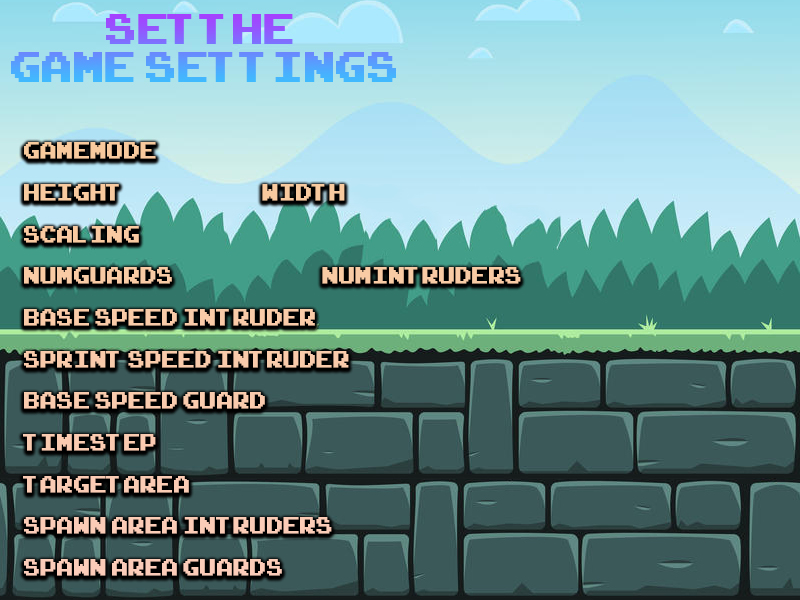 SET THE
GAME SETTINGS
GAMEMODE
HEIGHT WIDTH
SCALING
NUMGUARDS NUMINTRUDERS
BASE SPEED INTRUDER
SPRINT SPEED INTRUDER
BASE SPEED GUARD
TIMESTEP
TARGET AREA
SPAWN AREA INTRUDERS
SPAWN AREA GUARDS